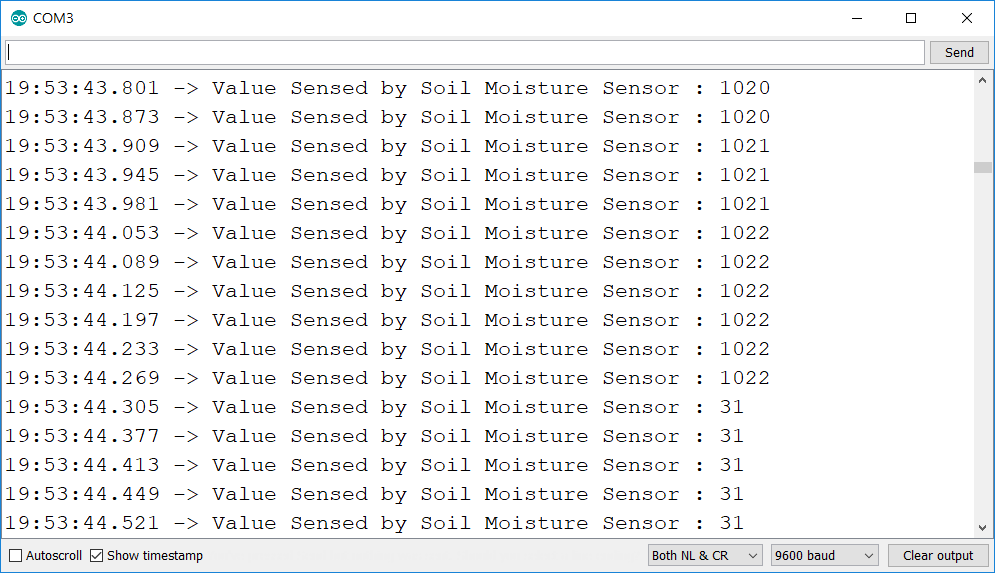 COM3
Send
19:53:43.801 -> Value Sensed by Soil Moisture Sensor : 1020
19:53:43.873 -> Value Sensed by Soil Moisture Sensor : 1020
19:53:43.909 -> Value Sensed by Soil Moisture Sensor : 1021
19:53:43.945 -> Value Sensed by Soil Moisture Sensor : 1021
19:53:43.981 -> Value Sensed by Soil Moisture Sensor : 1021
19:53:44.053 -> Value Sensed by Soil Moisture Sensor : 1022
19:53:44.089 -> Value Sensed by Soil Moisture Sensor : 1022
19:53:44.125 -> Value Sensed by Soil Moisture Sensor : 1022
19:53:44.197 -> Value Sensed by Soil Moisture Sensor : 1022
19:53:44.233 -> Value Sensed by Soil Moisture Sensor : 1022
19:53:44.269 -> Value Sensed by Soil Moisture Sensor : 1022
19:53:44.305 -> Value Sensed by Soil Moisture Sensor : 31
19:53:44.377 -> Value Sensed by Soil Moisture Sensor : 31
19:53:44.413 -> Value Sensed by Soil Moisture Sensor : 31
19:53:44.449 -> Value Sensed by Soil Moisture Sensor : 31
19:53:44.521 -> Value Sensed by Soil Moisture Sensor : 31
Autoscroll Show timestamp Both NL & CR 9600 baud Clear output